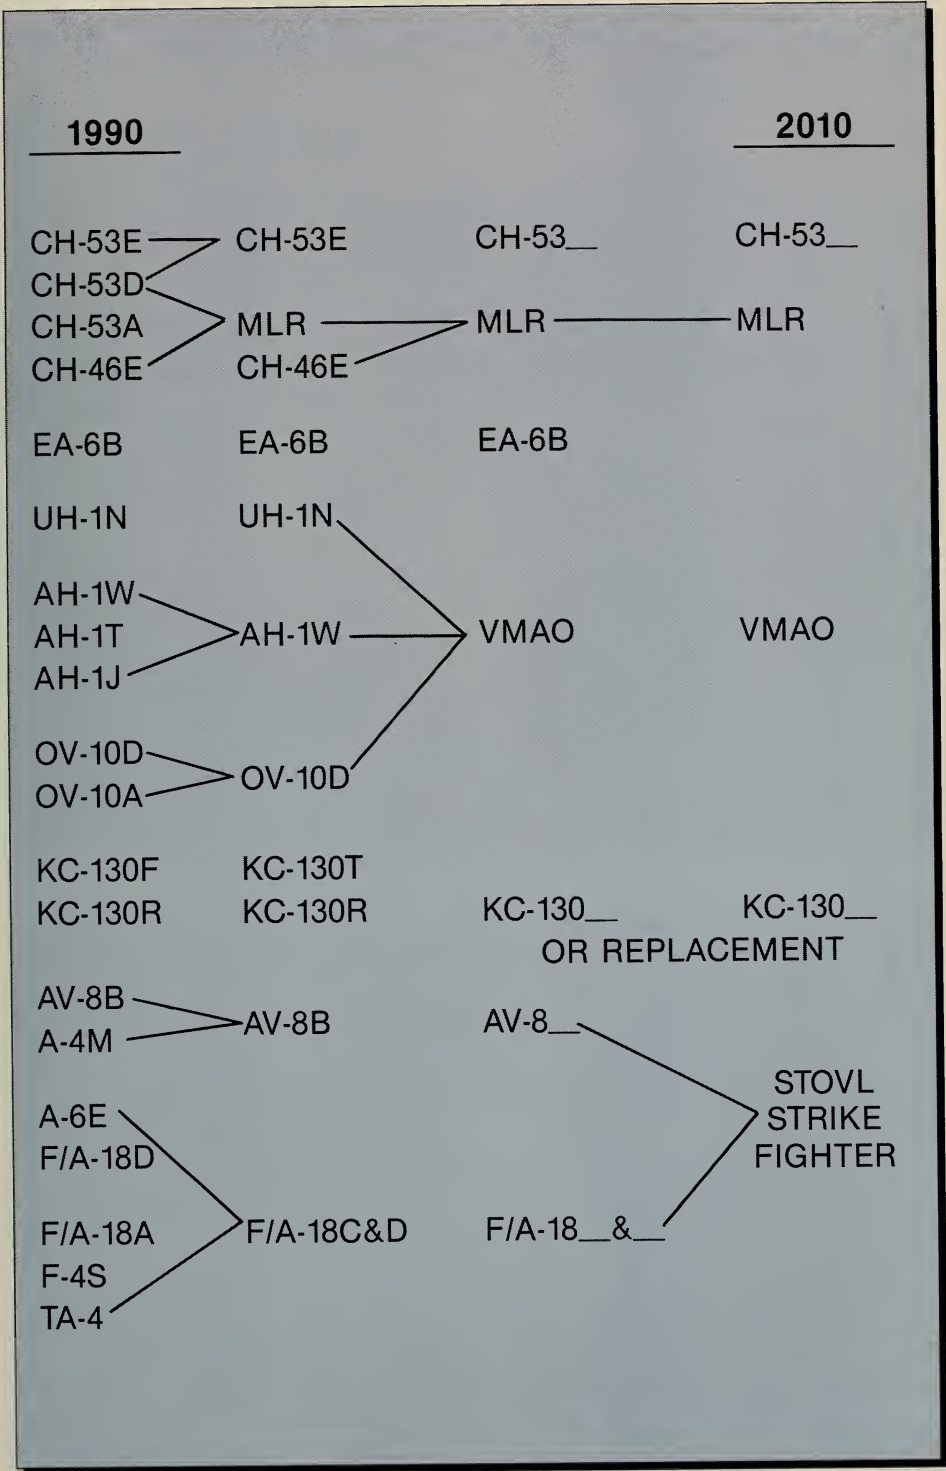 1990 2010
CH-53E CH-53E CH-53__ CH-53__
CH-53D
CH-53A MLR MLR MLR
CH-46E CH-46E
EA-6B EA-6B EA-6B
UH-1N UH-1N
AH-1W
AH-1T AH-1W VMAO VMAO
AH-1J
OV-10D
OV-10A OV-10D
KC-130F KC-130T
KC-130R KC-130R KC-130__ KC-130__
OR REPLACEMENT
AV-8B
A-4M AV-8B AV-8__
STOVL
A-6E STRIKE
F/A-18D FIGHTER
F/A-18A F/A-18C&D F/A-18__&__
F-4S
TA-4